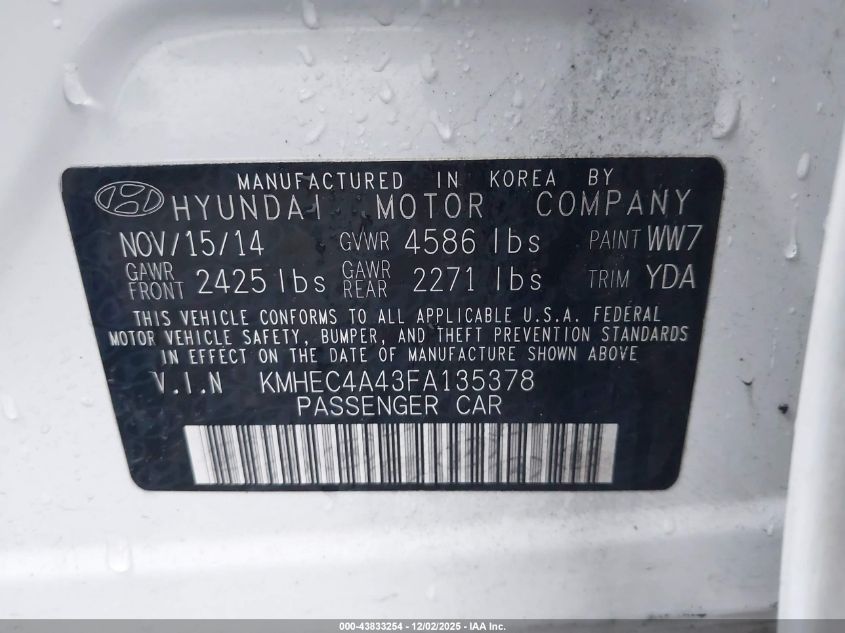 MANUFACTURED IN KOREA BY
HYUNDAI MOTOR COMPANY
NOV/15/14 GVWR 4586 lbs PAINT WW7
GAWR FRONT 2425 lbs GAWR REAR 2271 lbs TRIM YDA
THIS VEHICLE CONFORMS TO ALL APPLICABLE U.S.A. FEDERAL
MOTOR VEHICLE SAFETY, BUMPER, AND THEFT PREVENTION STANDARDS
IN EFFECT ON THE DATE OF MANUFACTURE SHOWN ABOVE
V.I.N KMHEC4A43FA135378
PASSENGER CAR
000-43833254 - 12/02/2025 - IAA Inc.